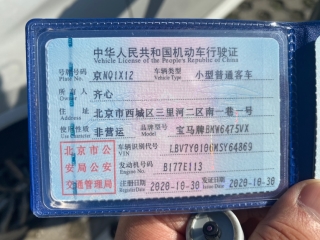 中华人民共和国机动车行驶证
Vehicle License of the People's Republic of China
号牌号码 京NQ1X12 车辆类型 小型普通客车
Plate No. Vehicle Type
所有人 齐心
Owner
住址 北京市西城区三里河二区南一巷一号
Address
使用性质 非营运 品牌型号 宝马牌BMW6475VX
Use Character Model
北京市公 车辆识别代号
VIN
安局公安 发动机号码 B177E113
Engine No.
交通管理局 注册日期 2020-10-30 发证日期 2020-10-30
Register Date Issue Date